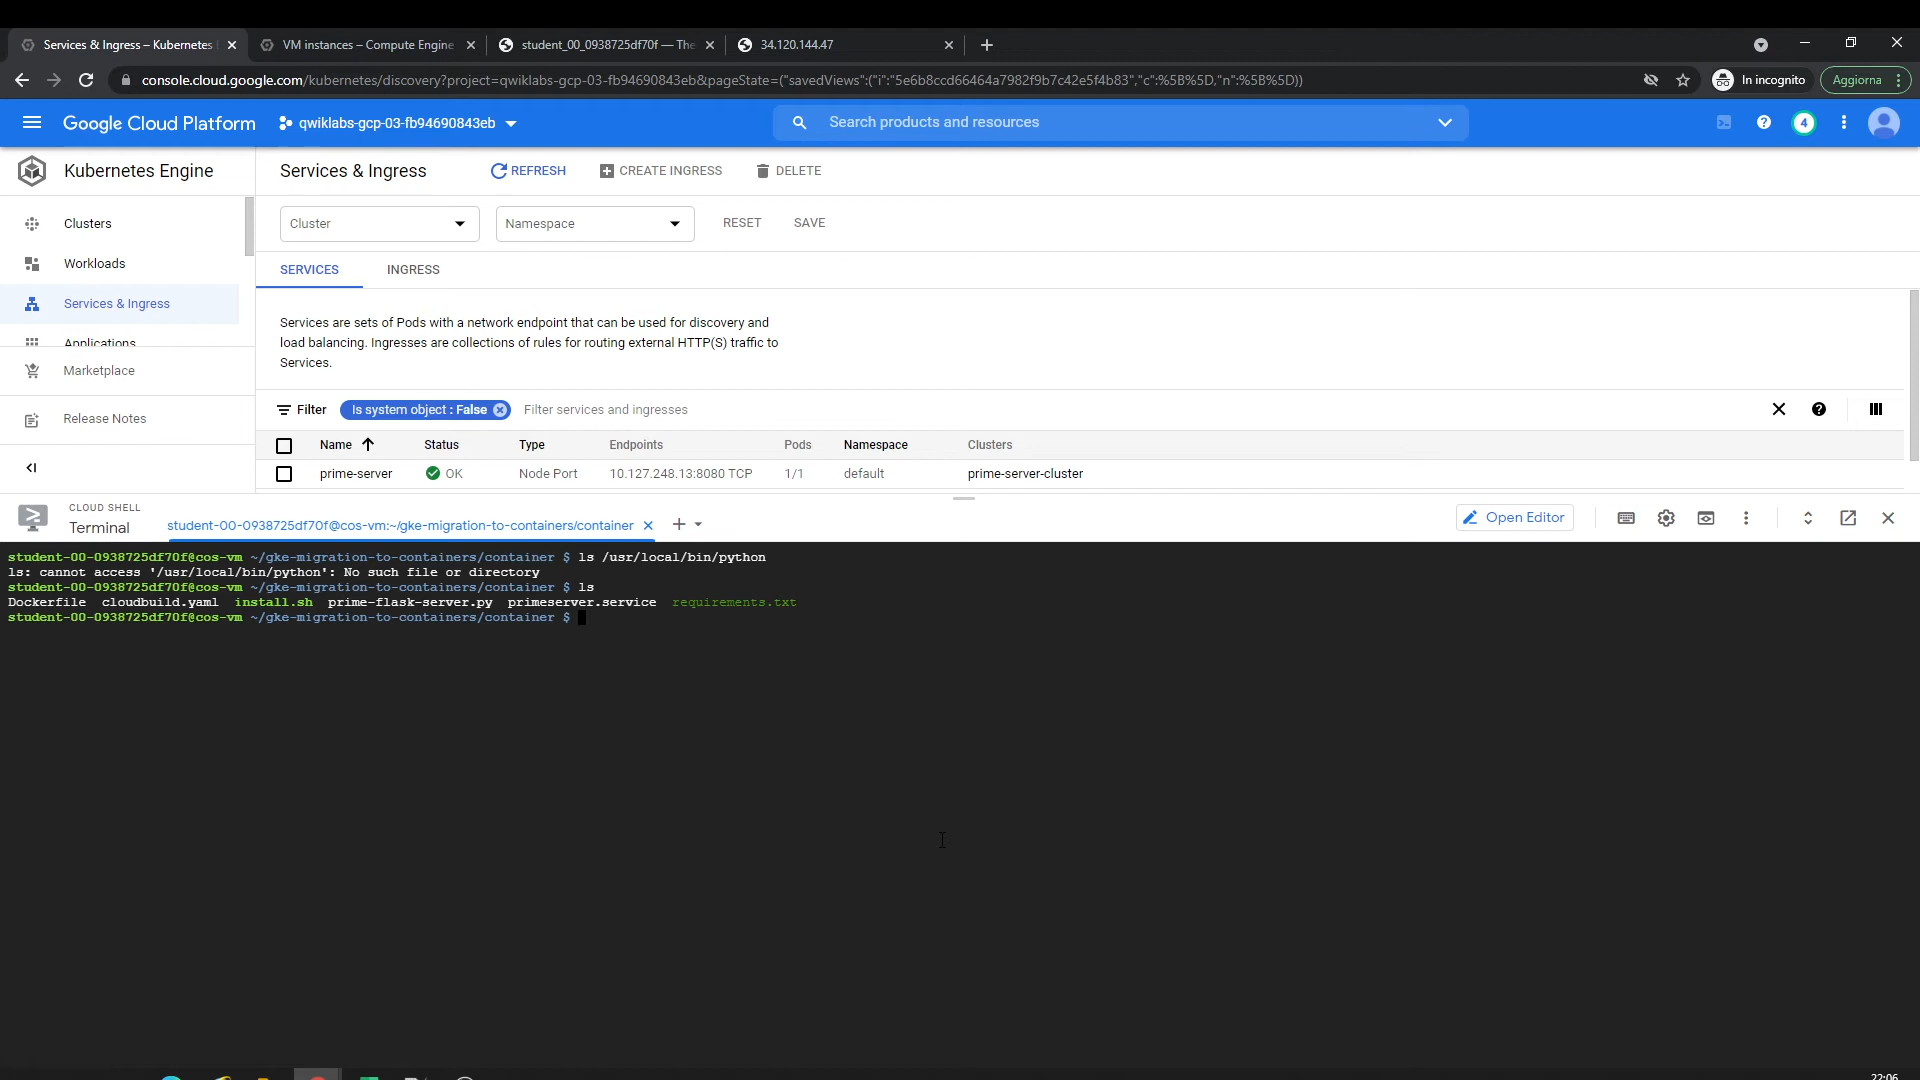 Services & Ingress – Kubernetes
VM instances – Compute Engine
student_00_0938725df70f — The
34.120.144.47
console.cloud.google.com/kubernetes/discovery?project=qwiklabs-gcp-03-fb94690843eb&pageState=("savedViews":("i":"5e6b8ccd66464a7982f9b7c42e5f4b83","c":%5B%5D,"n":%5B%5D))
In incognito
Aggiorna
Google Cloud Platform
qwiklabs-gcp-03-fb94690843eb
Search products and resources
4
Kubernetes Engine
Services & Ingress
REFRESH
CREATE INGRESS
DELETE
Clusters
Workloads
Services & Ingress
Applications
Marketplace
Release Notes
Cluster
Namespace
RESET
SAVE
SERVICES
INGRESS
Services are sets of Pods with a network endpoint that can be used for discovery and
load balancing. Ingresses are collections of rules for routing external HTTP(S) traffic to
Services.
Filter
Is system object : False
Filter services and ingresses
Name Status Type Endpoints Pods Namespace Clusters
prime-server OK Node Port 10.127.248.13:8080 TCP 1/1 default prime-server-cluster
CLOUD SHELL
Terminal
student-00-0938725df70f@cos-vm:~/gke-migration-to-containers/container
Open Editor
student-00-0938725df70f@cos-vm ~/gke-migration-to-containers/container $ ls /usr/local/bin/python
ls: cannot access '/usr/local/bin/python': No such file or directory
student-00-0938725df70f@cos-vm ~/gke-migration-to-containers/container $ ls
Dockerfile cloudbuild.yaml install.sh prime-flask-server.py primeserver.service requirements.txt
student-00-0938725df70f@cos-vm ~/gke-migration-to-containers/container $
22:06